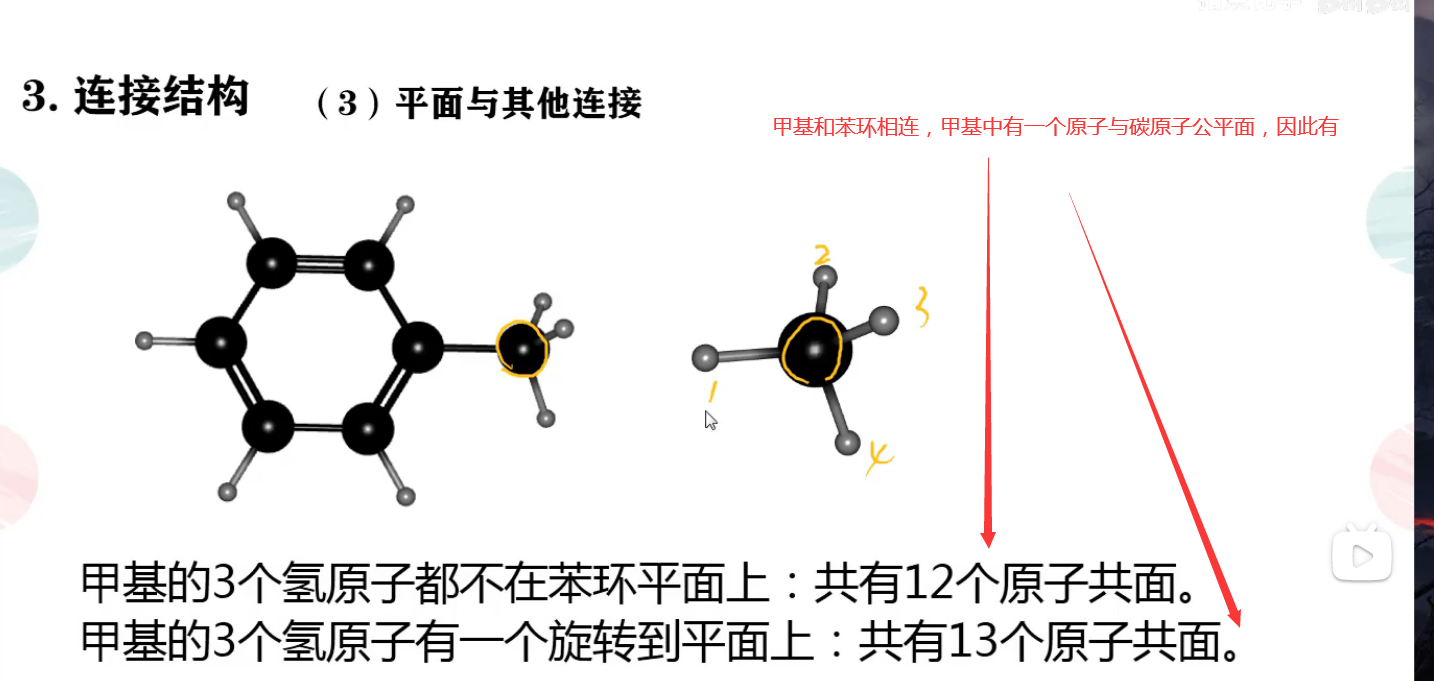 3. 连接结构 （3）平面与其他连接
甲基和苯环相连，甲基中有一个原子与碳原子公平面，因此有
2
3
1
4
甲基的3个氢原子都不在苯环平面上：共有12个原子共面。
甲基的3个氢原子有一个旋转到平面上：共有13个原子共面。